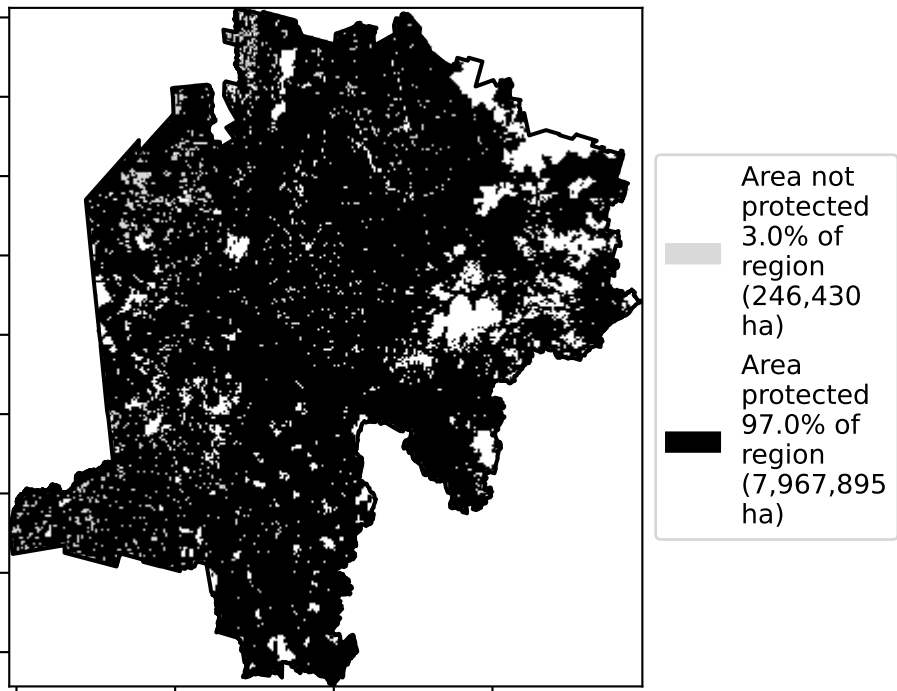 Area not
protected
3.0% of
region
(246,430
ha)
Area
protected
97.0% of
region
(7,967,895
ha)